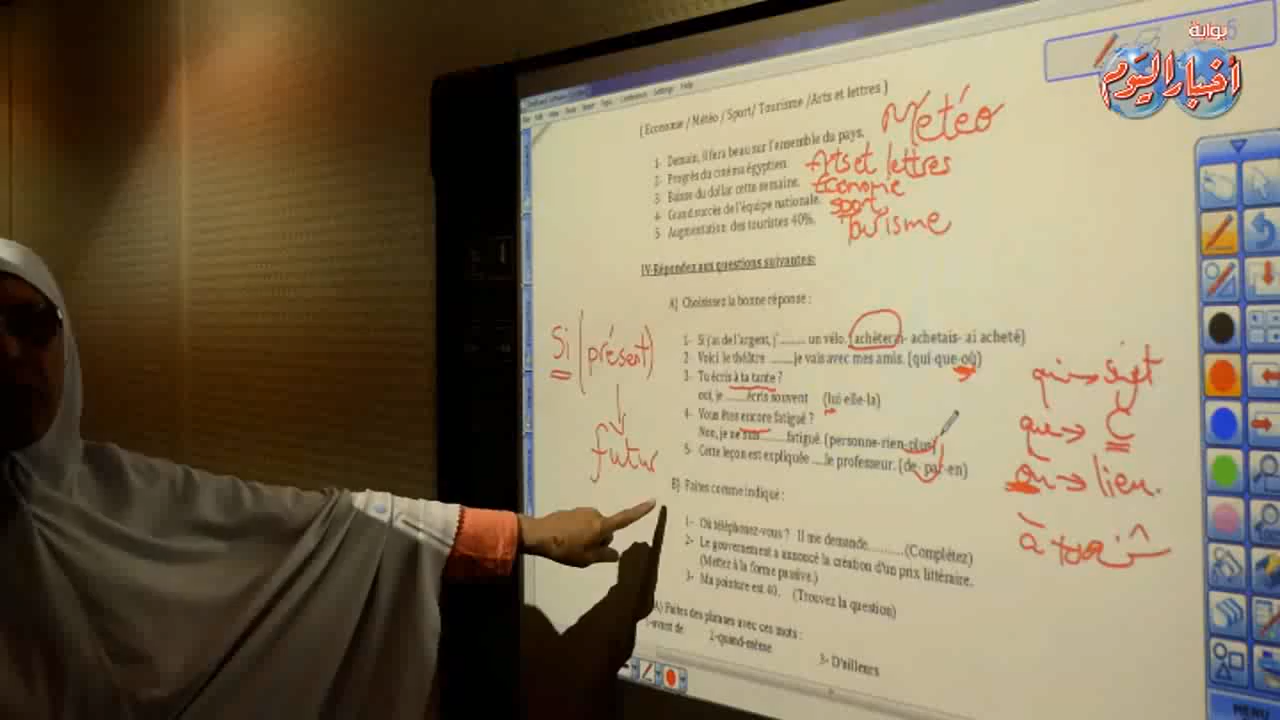 بوابة
أخبار اليوم
( Economie / Météo / Sport/ Tourisme /Arts et lettres )
1- Demain, il fera beau sur l'ensemble du pays. Météo
2- Progrès du cinéma égyptien. Arts et lettres
3- Baisse du dollar cette semaine. Economie
4- Grand succès de l'équipe nationale. Sport
5- Augmentation des touristes 40%. Tourisme
IV-Répondez aux questions suivantes:
A) Choisissez la bonne réponse :
1- Si j'ai de l'argent, j'......... un vélo. (achèterai- achetais- ai acheté)
2- Voici le théâtre ........je vais avec mes amis. (qui-que-où)
3- Tu écris à ta tante ?
oui, je .......écris souvent (lui-elle-la)
4- Vous êtes encore fatigué ?
Non, je ne suis ........ fatigué. (personne-rien-plus)
5- Cette leçon est expliquée ....le professeur. (de- par-en)
Si (présent)
futur
qui → sujet
que → C
où → lieu.
à
B) Faites comme indiqué :
1- Où téléphonez-vous ? Il me demande........... (Complétez)
2- Le gouvernement a annoncé la création d'un prix littéraire.
(Mettez à la forme passive.)
3- Ma pointure est 40. (Trouvez la question)
A) Faites des phrases avec ces mots :
1-avant de 2-quand-même 3- D'ailleurs
MENU